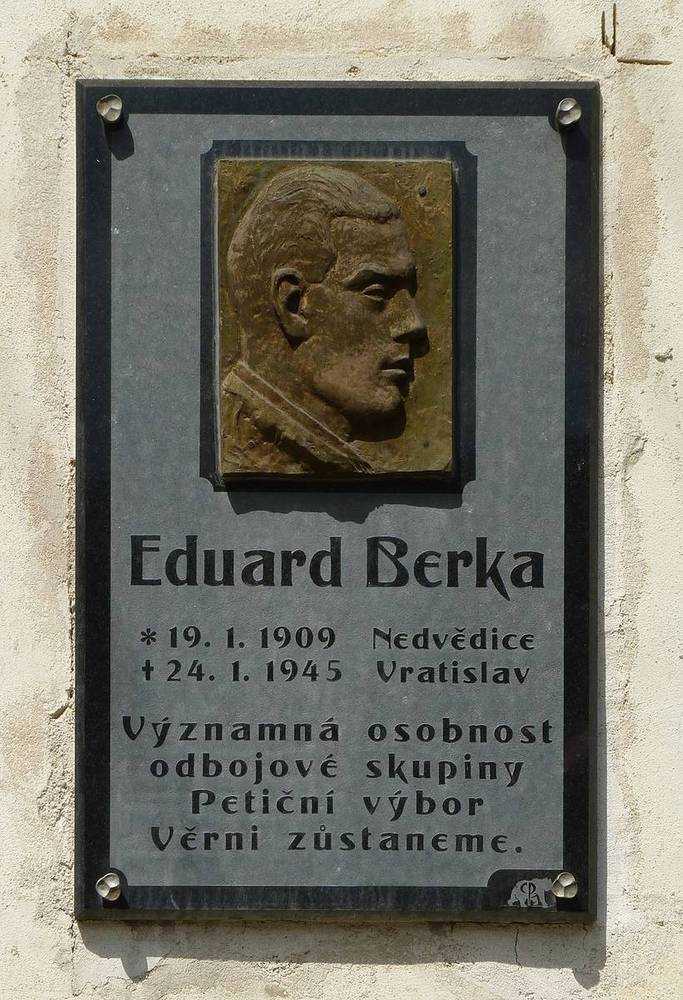 Eduard Berka
* 19. 1. 1909 Nedvědice
† 24. 1. 1945 Vratislav
Významná osobnost
odbojové skupiny
Petiční výbor
Věrni zůstaneme.